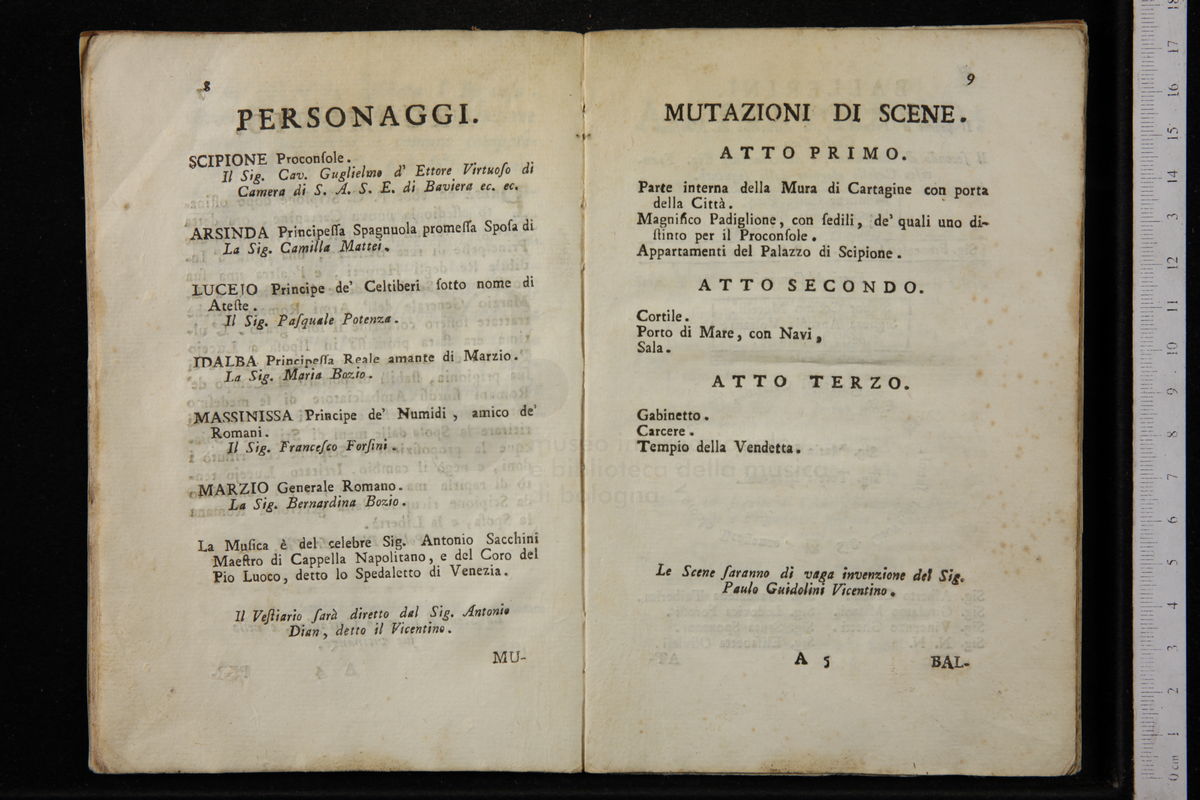 8
PERSONAGGI.
SCIPIONE Proconſole.
Il Sig. Cav. Guglielmo d' Ettore Virtuoſo di
Camera di S. A. S. E. di Baviera ec. ec.
ARSINDA Principeſſa Spagnuola promeſſa Spoſa di
La Sig. Camilla Mattei.
LUCEJO Principe de' Celtiberi ſotto nome di
Ateſte.
Il Sig. Paſquale Potenza.
IDALBA Principeſſa Reale amante di Marzio.
La Sig. Maria Bozio.
MASSINISSA Principe de' Numidi, amico de'
Romani.
Il Sig. Franceſco Forſini.
MARZIO Generale Romano.
La Sig. Bernardina Bozio.
La Muſica è del celebre Sig. Antonio Sacchini
Maeſtro di Cappella Napolitano, e del Coro del
Pio Luoco, detto lo Spedaletto di Venezia.
Il Veſtiario ſarà diretto dal Sig. Antonio
Dian, detto il Vicentino.
MU-
9
MUTAZIONI DI SCENE.
ATTO PRIMO.
Parte interna della Mura di Cartagine con porta
della Città.
Magnifico Padiglione, con ſedili, de' quali uno di-
ſtinto per il Proconſole.
Appartamenti del Palazzo di Scipione.
ATTO SECONDO.
Cortile.
Porto di Mare, con Navi,
Sala.
ATTO TERZO.
Gabinetto.
Carcere.
Tempio della Vendetta.
Le Scene ſaranno di vaga invenzione del Sig.
Paulo Guidolini Vicentino.
A 5
BAL-
museo
e biblioteca della musica
di bologna